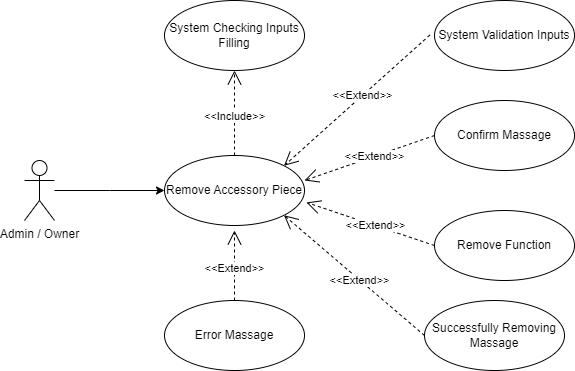 System Checking Inputs
Filling
System Validation Inputs
<<Extend>>
<<Include>>
Confirm Massage
<<Extend>>
Remove Accessory Piece
Admin / Owner
<<Extend>>
Remove Function
<<Extend>>
<<Extend>>
Error Massage
Successfully Removing
Massage